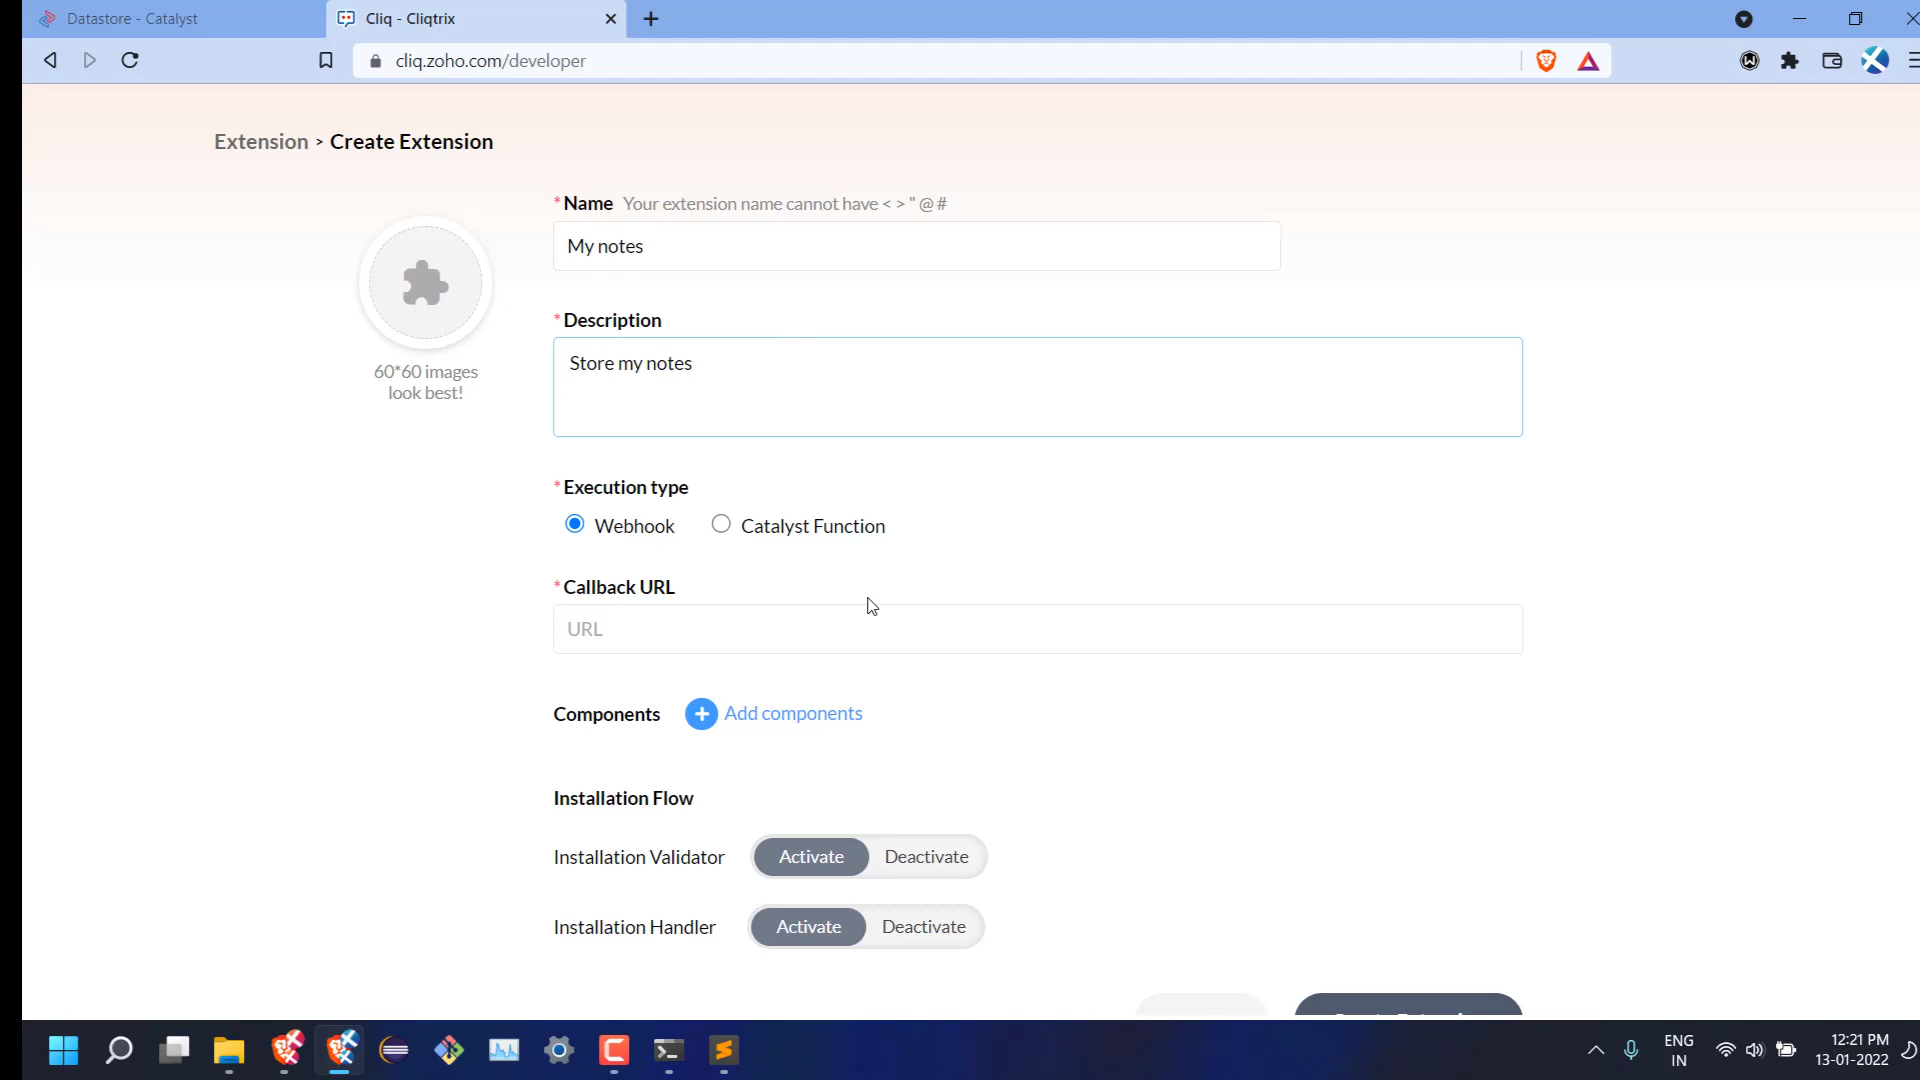 Datastore - Catalyst
Cliq - Cliqtrix
cliq.zoho.com/developer
Extension > Create Extension
* Name Your extension name cannot have < > " @ #
My notes
60*60 images
look best!
* Description
Store my notes
* Execution type
Webhook
Catalyst Function
* Callback URL
URL
Components
Add components
Installation Flow
Installation Validator
Activate
Deactivate
Installation Handler
Activate
Deactivate
ENG
IN
12:21 PM
13-01-2022